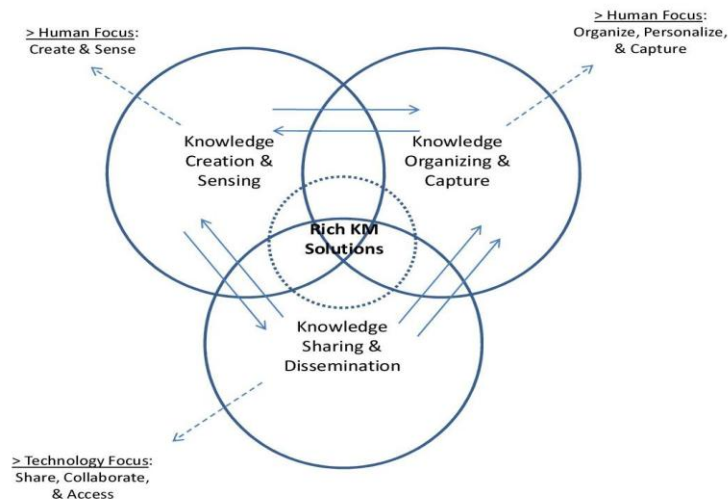 > Human Focus:
Create & Sense
> Human Focus:
Organize, Personalize,
& Capture
Knowledge
Creation &
Sensing
Knowledge
Organizing &
Capture
Rich KM
Solutions
Knowledge
Sharing &
Dissemination
> Technology Focus:
Share, Collaborate,
& Access